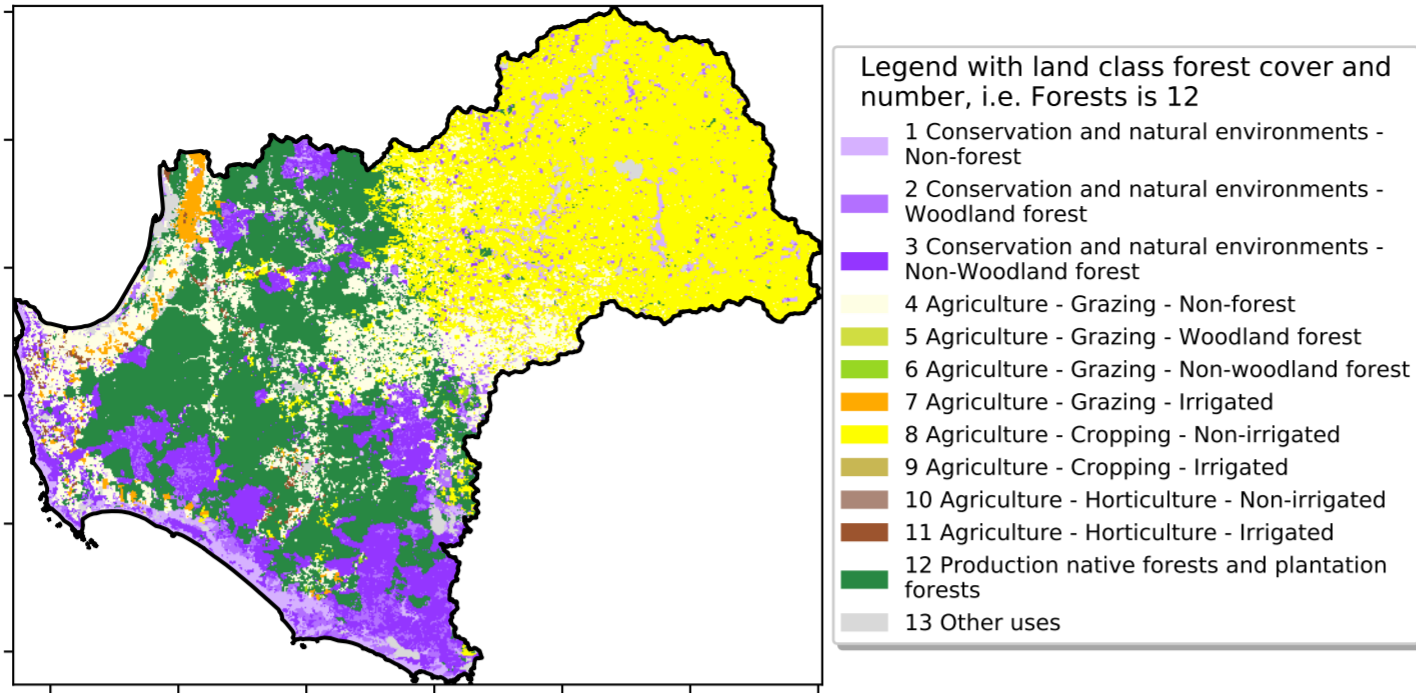 Legend with land class forest cover and
number, i.e. Forests is 12
1 Conservation and natural environments -
Non-forest
2 Conservation and natural environments -
Woodland forest
3 Conservation and natural environments -
Non-Woodland forest
4 Agriculture - Grazing - Non-forest
5 Agriculture - Grazing - Woodland forest
6 Agriculture - Grazing - Non-woodland forest
7 Agriculture - Grazing - Irrigated
8 Agriculture - Cropping - Non-irrigated
9 Agriculture - Cropping - Irrigated
10 Agriculture - Horticulture - Non-irrigated
11 Agriculture - Horticulture - Irrigated
12 Production native forests and plantation
forests
13 Other uses